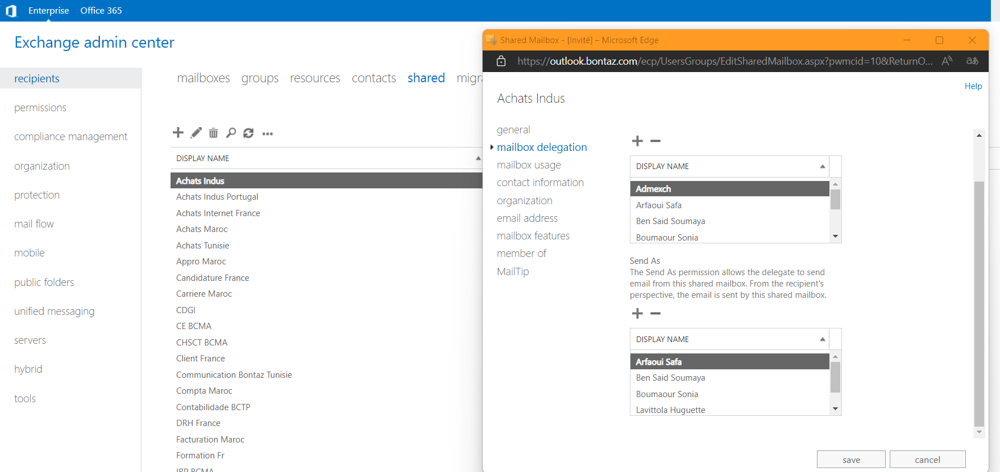 Enterprise Office 365
Exchange admin center
recipients
permissions
compliance management
organization
protection
mail flow
mobile
public folders
unified messaging
servers
hybrid
tools
mailboxes groups resources contacts shared migra
DISPLAY NAME
Achats Indus
Achats Indus Portugal
Achats Internet France
Achats Maroc
Achats Tunisie
Appro Maroc
Candidature France
Carriere Maroc
CDGI
CE BCMA
CHSCT BCMA
Client France
Communication Bontaz Tunisie
Compta Maroc
Contabilidade BCTP
DRH France
Facturation Maroc
Formation Fr
IRP BCMA
Shared Mailbox - [Invité] – Microsoft Edge
https://outlook.bontaz.com/ecp/UsersGroups/EditSharedMailbox.aspx?pwmcid=10&ReturnO...
Help
Achats Indus
general
mailbox delegation
mailbox usage
contact information
organization
email address
mailbox features
member of
MailTip
DISPLAY NAME
Admexch
Arfaoui Safa
Ben Said Soumaya
Boumaour Sonia
Send As
The Send As permission allows the delegate to send
email from this shared mailbox. From the recipient's
perspective, the email is sent by this shared mailbox.
DISPLAY NAME
Arfaoui Safa
Ben Said Soumaya
Boumaour Sonia
Lavittola Huguette
save cancel